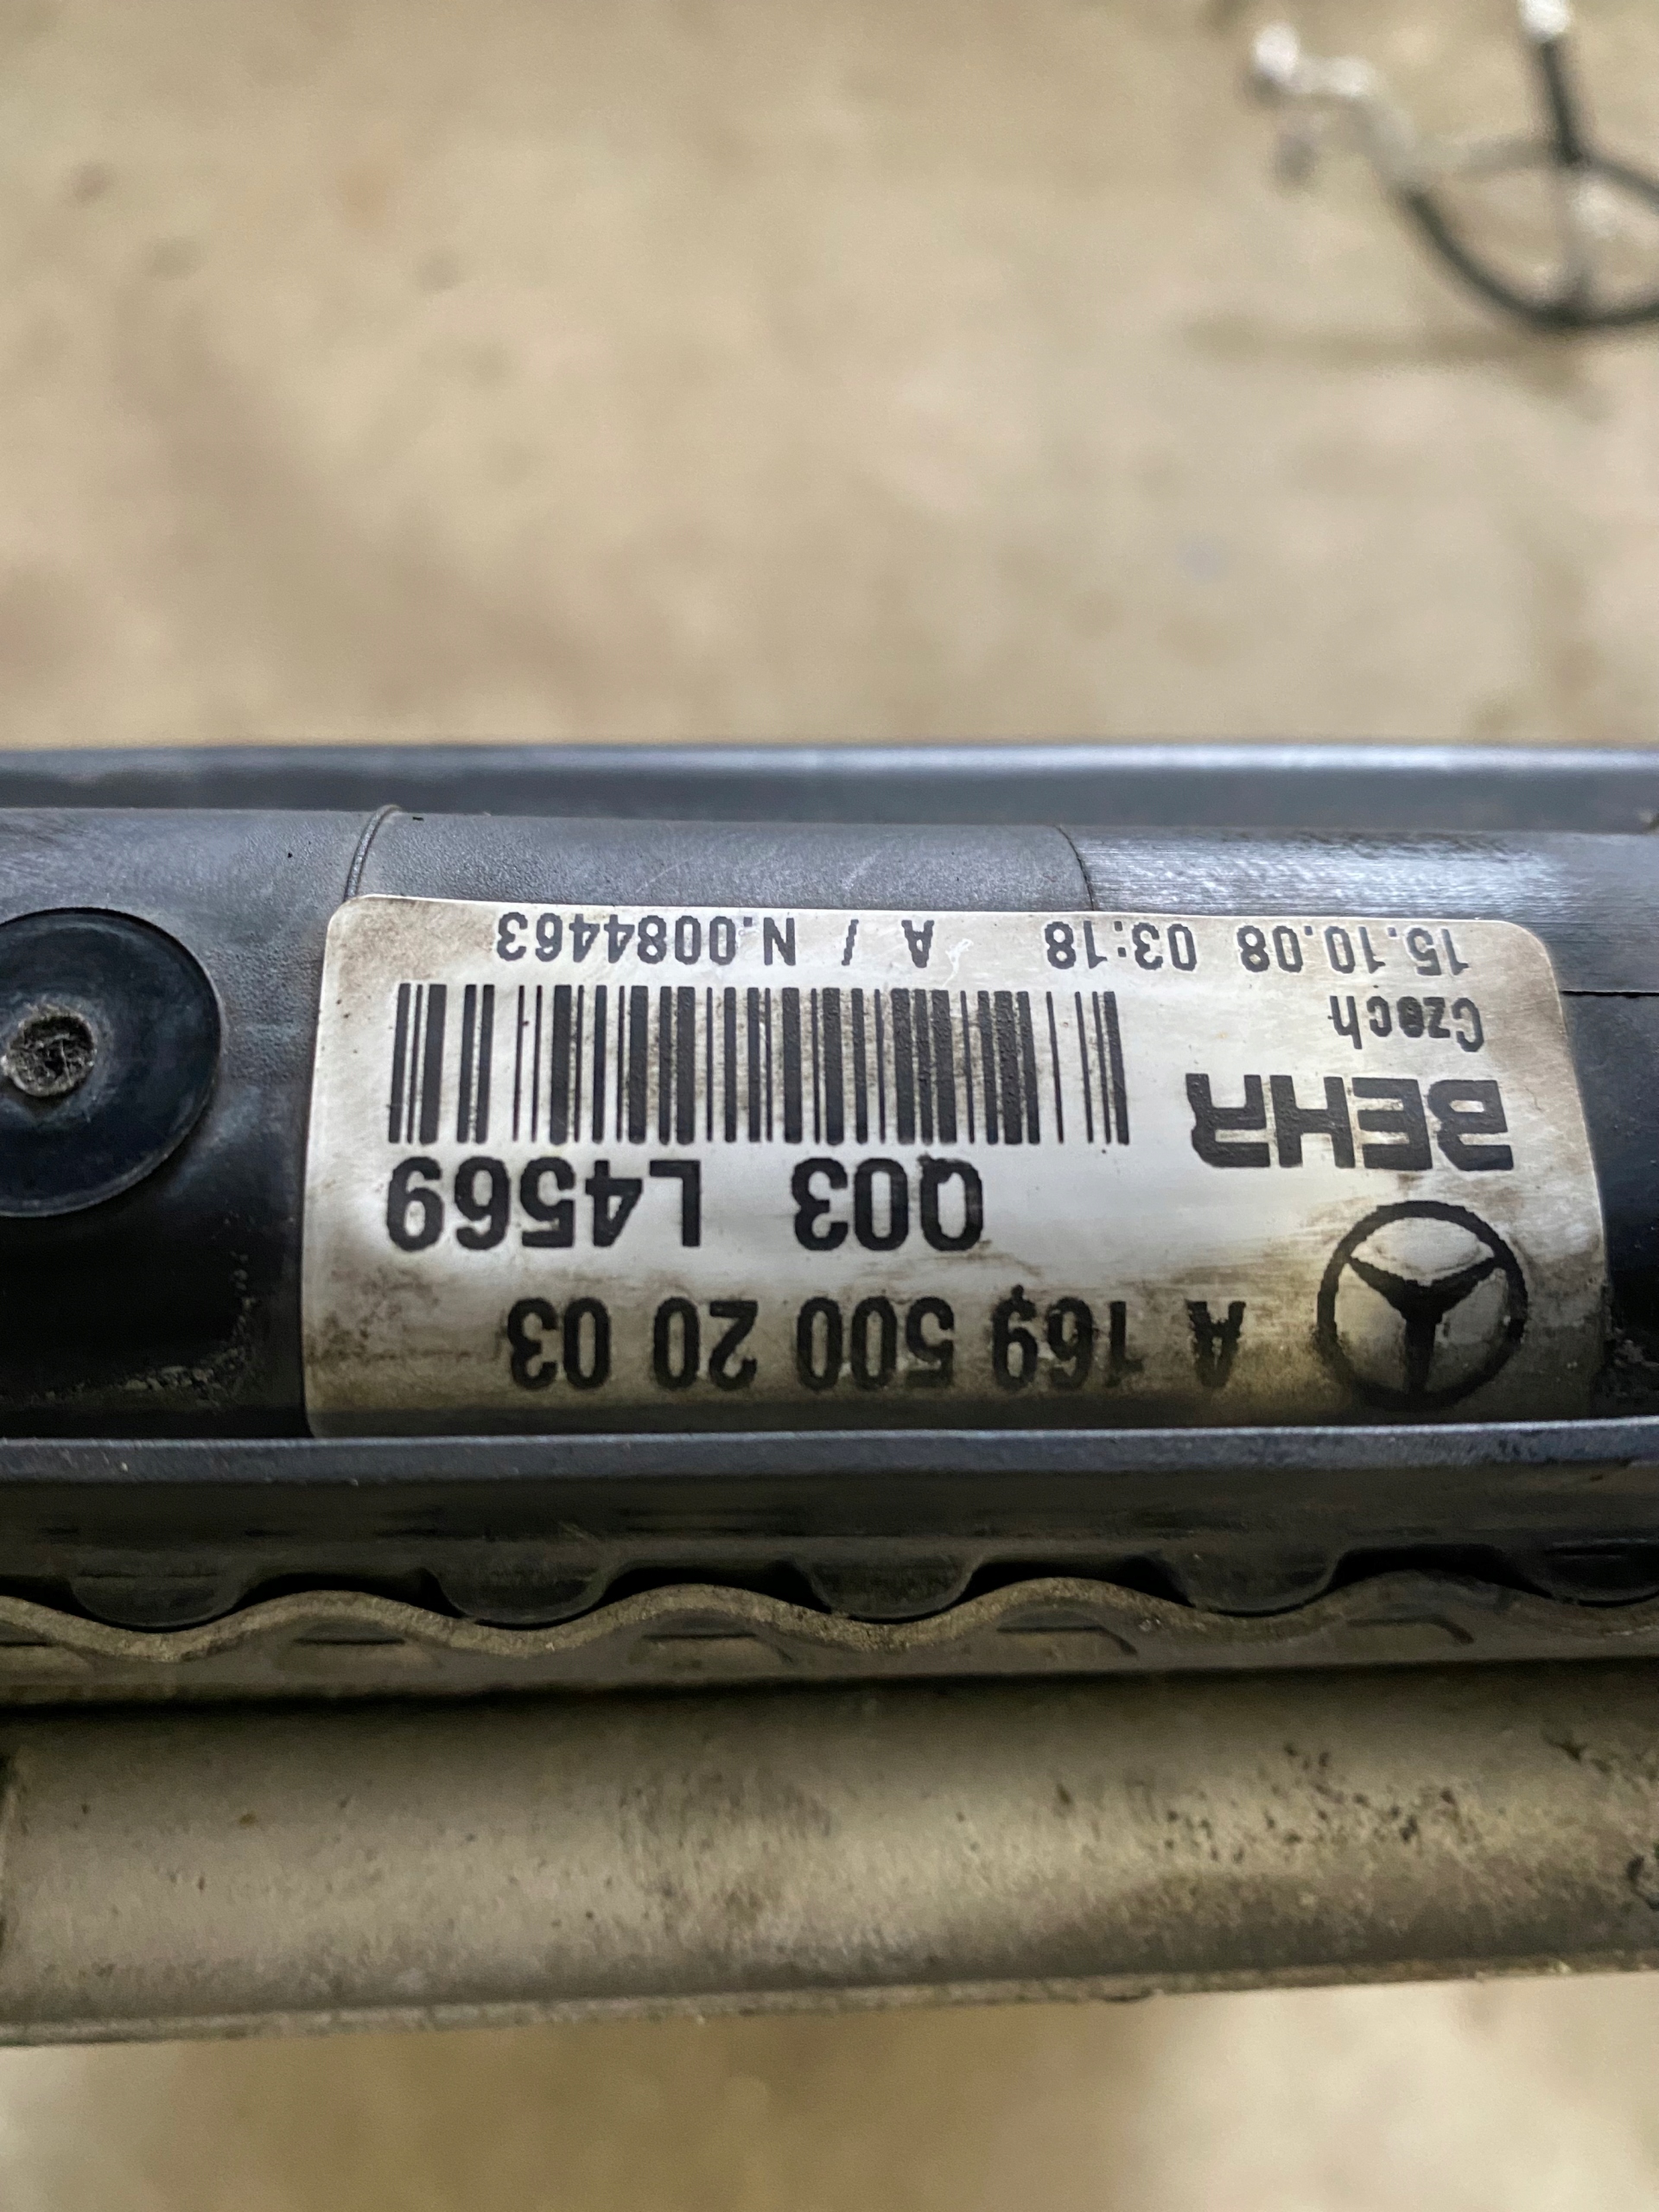 A 169 500 20 03
Q03 L4569
BEHR
Czech
15.10.08 03:18 A / N.0084463